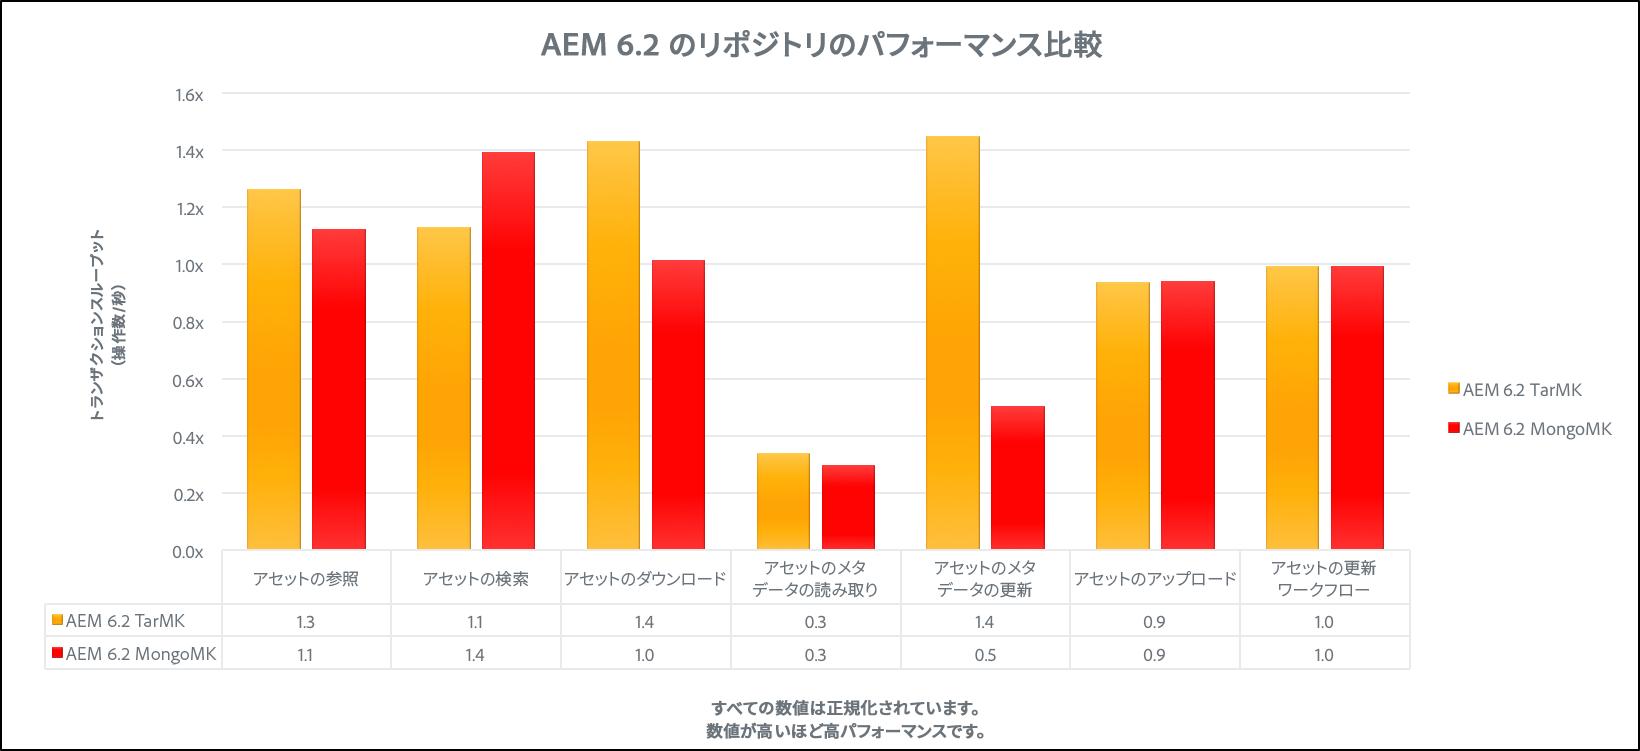 AEM 6.2 のリポジトリのパフォーマンス比較
1.6x
1.4x
1.2x
1.0x
0.8x
0.6x
0.4x
0.2x
0.0x
トランザクションスループット
（操作数/秒）
アセットの参照
アセットの検索
アセットのダウンロード
アセットのメタ
データの読み取り
アセットのメタ
データの更新
アセットのアップロード
アセットの更新
ワークフロー
AEM 6.2 TarMK 1.3 1.1 1.4 0.3 1.4 0.9 1.0
AEM 6.2 MongoMK 1.1 1.4 1.0 0.3 0.5 0.9 1.0
AEM 6.2 TarMK
AEM 6.2 MongoMK
すべての数値は正規化されています。
数値が高いほど高パフォーマンスです。